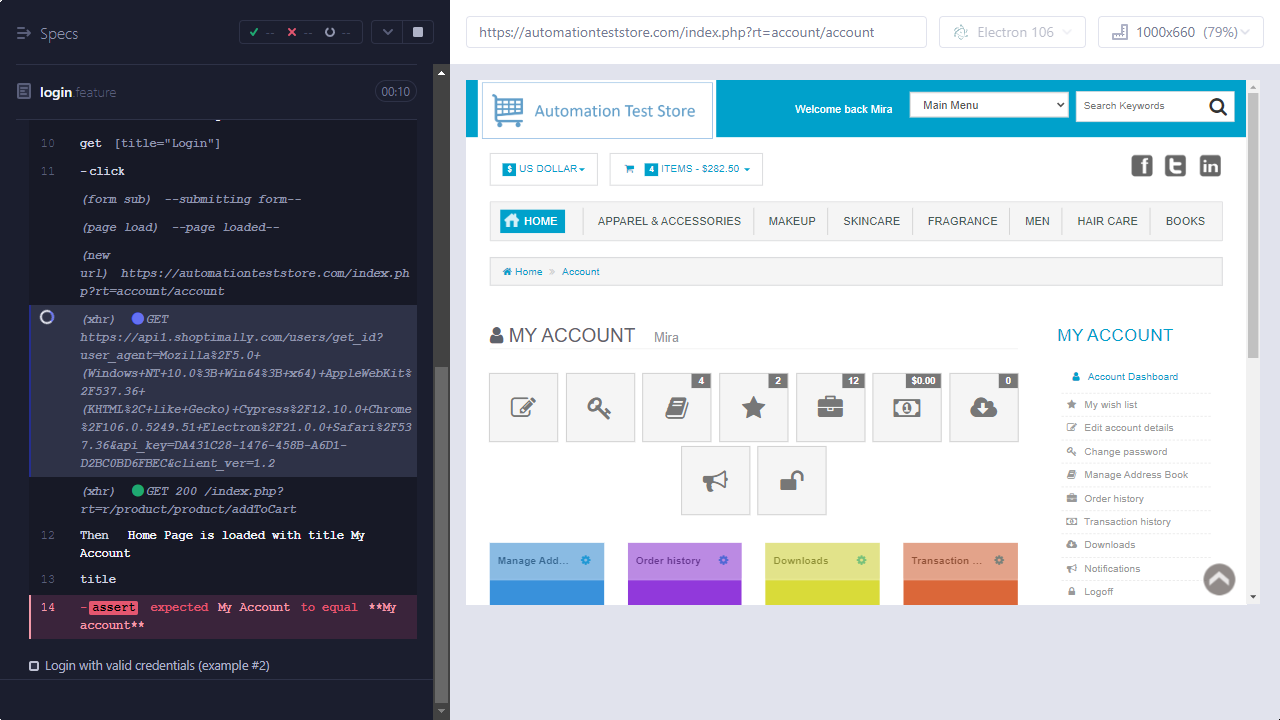 Specs
--
--
--
login.feature
00:10
10 get [title="Login"]
11 -click
(form sub) --submitting form--
(page load) --page loaded--
(new
url) https://automationteststore.com/index.ph
p?rt=account/account
(xhr) GET
https://api1.shoptimally.com/users/get_id?
user_agent=Mozilla%2F5.0+
(Windows+NT+10.0%3B+Win64%3B+x64)+AppleWebKit%
2F537.36+
(KHTML%2C+like+Gecko)+Cypress%2F12.10.0+Chrome
%2F106.0.5249.51+Electron%2F21.0.0+Safari%2F53
7.36&api_key=DA431C28-1476-458B-A6D1-
D2BC0BD6FBEC&client_ver=1.2
(xhr) GET 200 /index.php?
rt=r/product/product/addToCart
12 Then Home Page is loaded with title My
Account
13 title
14 -assert expected My Account to equal **My
account**
Login with valid credentials (example #2)
https://automationteststore.com/index.php?rt=account/account
Electron 106
1000x660 (79%)
Automation Test Store
Welcome back Mira
Main Menu
Search Keywords
$ US DOLLAR
4 ITEMS - $282.50
f t in
HOME
APPAREL & ACCESSORIES
MAKEUP
SKINCARE
FRAGRANCE
MEN
HAIR CARE
BOOKS
Home » Account
MY ACCOUNT Mira
4
2
12
$0.00
0
Manage Add...
Order history
Downloads
Transaction ...
MY ACCOUNT
Account Dashboard
My wish list
Edit account details
Change password
Manage Address Book
Order history
Transaction history
Downloads
Notifications
Logoff